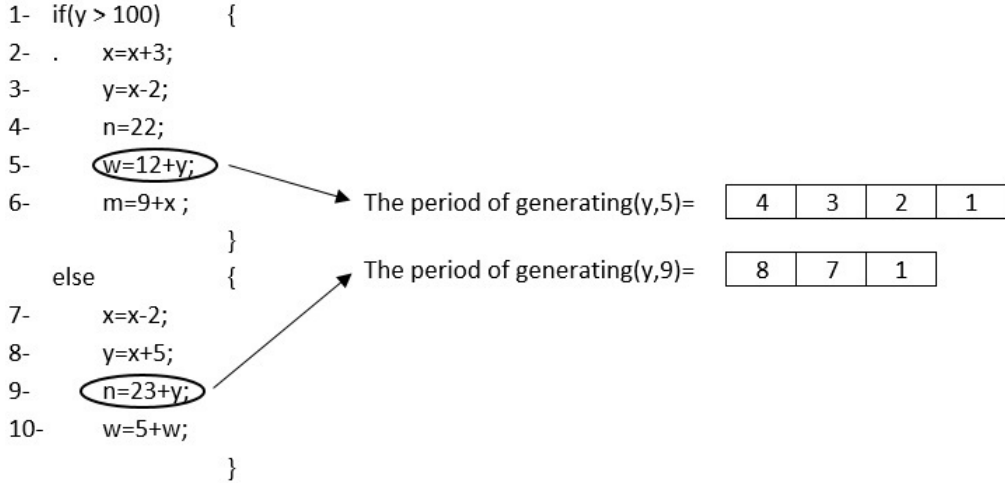 1- if(y > 100) {
2- . x=x+3;
3- y=x-2;
4- n=22;
5- w=12+y;
6- m=9+x ; The period of generating(y,5)= 4 3 2 1
}
else { The period of generating(y,9)= 8 7 1
7- x=x-2;
8- y=x+5;
9- n=23+y;
10- w=5+w;
}